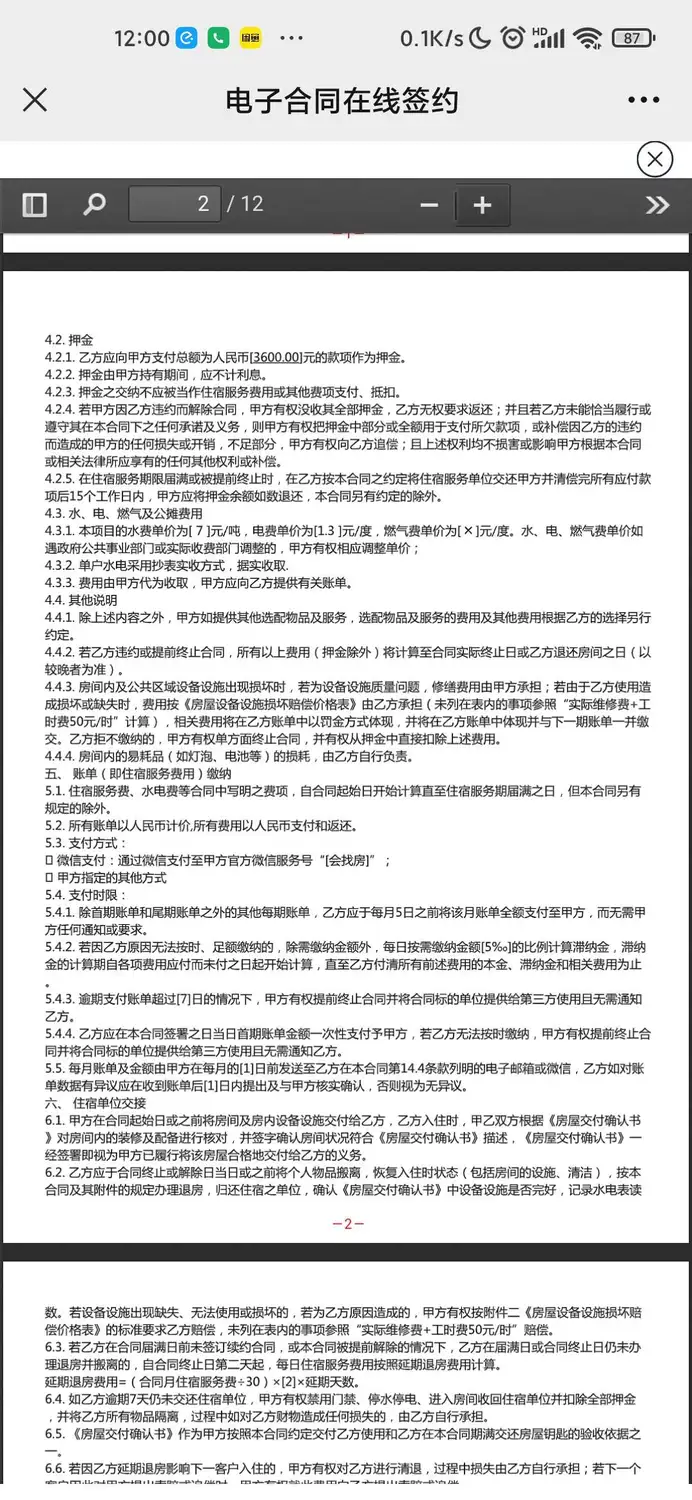 12:00
0.1K/s
HD
87
电子合同在线签约
2 / 12
－1－
4.2. 押金
4.2.1. 乙方应向甲方支付总额为人民币[3600.00]元的款项作为押金。
4.2.2. 押金由甲方持有期间，应不计利息。
4.2.3. 押金之交纳不应被当作住宿服务费用或其他费项支付、抵扣。
4.2.4. 若甲方因乙方违约而解除合同，甲方有权没收其全部押金，乙方无权要求返还；并且若乙方未能恰当履行或
遵守其在本合同下之任何承诺及义务，则甲方有权把押金中部分或全额用于支付所欠款项，或补偿因乙方的违约
而造成的甲方的任何损失或开销，不足部分，甲方有权向乙方追偿；且上述权利均不损害或影响甲方根据本合同
或相关法律所应享有的任何其他权利或补偿。
4.2.5. 在住宿服务期限届满或被提前终止时，在乙方按本合同之约定将住宿服务单位交还甲方并清偿完所有应付款
项后15个工作日内，甲方应将押金余额如数退还，本合同另有约定的除外。
4.3. 水、电、燃气及公摊费用
4.3.1. 本项目的水费单价为[ 7 ]元/吨，电费单价为[1.3 ]元/度，燃气费单价为[✕]元/度。水、电、燃气费单价如
遇政府公共事业部门或实际收费部门调整的，甲方有权相应调整单价；
4.3.2. 单户水电采用抄表实收方式，据实收取.
4.3.3. 费用由甲方代为收取，甲方应向乙方提供有关账单。
4.4. 其他说明
4.4.1. 除上述内容之外，甲方如提供其他选配物品及服务，选配物品及服务的费用及其他费用根据乙方的选择另行
约定。
4.4.2. 若乙方违约或提前终止合同，所有以上费用（押金除外）将计算至合同实际终止日或乙方退还房间之日（以
较晚者为准）。
4.4.3. 房间内及公共区域设备设施出现损坏时，若为设备设施质量问题，修缮费用由甲方承担；若由于乙方使用造
成损坏或缺失时，费用按《房屋设备设施损坏赔偿价格表》由乙方承担（未列在表内的事项参照“实际维修费+工
时费50元/时”计算），相关费用将在乙方账单中以罚金方式体现，并将在乙方账单中体现并与下一期账单一并缴
交。乙方拒不缴纳的，甲方有权单方面终止合同，并有权从押金中直接扣除上述费用。
4.4.4. 房间内的易耗品（如灯泡、电池等）的损耗，由乙方自行负责。
五、 账单（即住宿服务费用）缴纳
5.1. 住宿服务费、水电费等合同中写明之费项，自合同起始日开始计算直至住宿服务期届满之日，但本合同另有
规定的除外。
5.2. 所有账单以人民币计价,所有费用以人民币支付和返还。
5.3. 支付方式：
▯ 微信支付：通过微信支付至甲方官方微信服务号“[会找房]”；
▯ 甲方指定的其他方式
5.4. 支付时限：
5.4.1. 除首期账单和尾期账单之外的其他每期账单，乙方应于每月5日之前将该月账单全额支付至甲方，而无需甲
方任何通知或要求。
5.4.2. 若因乙方原因无法按时、足额缴纳的，除需缴纳金额外，每日按需缴纳金额[5‰]的比例计算滞纳金，滞纳
金的计算期自各项费用应付而未付之日起开始计算，直至乙方付清所有前述费用的本金、滞纳金和相关费用为止
。
5.4.3. 逾期支付账单超过[7]日的情况下，甲方有权提前终止合同并将合同标的单位提供给第三方使用且无需通知
乙方。
5.4.4. 乙方应在本合同签署之日当日首期账单金额一次性支付予甲方，若乙方无法按时缴纳，甲方有权提前终止合
同并将合同标的单位提供给第三方使用且无需通知乙方。
5.5. 每月账单及金额由甲方在每月的[1]日前发送至乙方在本合同第14.4条款列明的电子邮箱或微信，乙方如对账
单数据有异议应在收到账单后[1]日内提出及与甲方核实确认，否则视为无异议。
六、 住宿单位交接
6.1. 甲方在合同起始日或之前将房间及房内设备设施交付给乙方，乙方入住时，甲乙双方根据《房屋交付确认书
》对房间内的装修及配备进行核对，并签字确认房间状况符合《房屋交付确认书》描述，《房屋交付确认书》一
经签署即视为甲方已履行将该房屋合格地交付给乙方的义务。
6.2. 乙方应于合同终止或解除日当日或之前将个人物品搬离，恢复入住时状态（包括房间的设施、清洁），按本
合同及其附件的规定办理退房，归还住宿之单位，确认《房屋交付确认书》中设备设施是否完好，记录水电表读
－2－
数。若设备设施出现缺失、无法使用或损坏的，若为乙方原因造成的，甲方有权按附件二《房屋设备设施损坏赔
偿价格表》的标准要求乙方赔偿，未列在表内的事项参照“实际维修费+工时费50元/时”赔偿。
6.3. 若乙方在合同届满日前未签订续约合同，或本合同被提前解除的情况下，乙方在届满日或合同终止日仍未办
理退房并搬离的，自合同终止日第二天起，每日住宿服务费用按照延期退房费用计算。
延期退房费用=（合同月住宿服务费÷30）×[2]×延期天数。
6.4. 如乙方逾期7天仍未交还住宿单位，甲方有权禁用门禁、停水停电、进入房间收回住宿单位并扣除全部押金
，并将乙方所有物品隔离，过程中如对乙方财物造成任何损失的，由乙方自行承担。
6.5. 《房屋交付确认书》作为甲方按照本合同约定交付乙方使用和乙方在本合同期满交还房屋钥匙的验收依据之
一。
6.6. 若因乙方延期退房影响下一客户入住的，甲方有权对乙方进行清退，过程中损失由乙方自行承担；若下一个